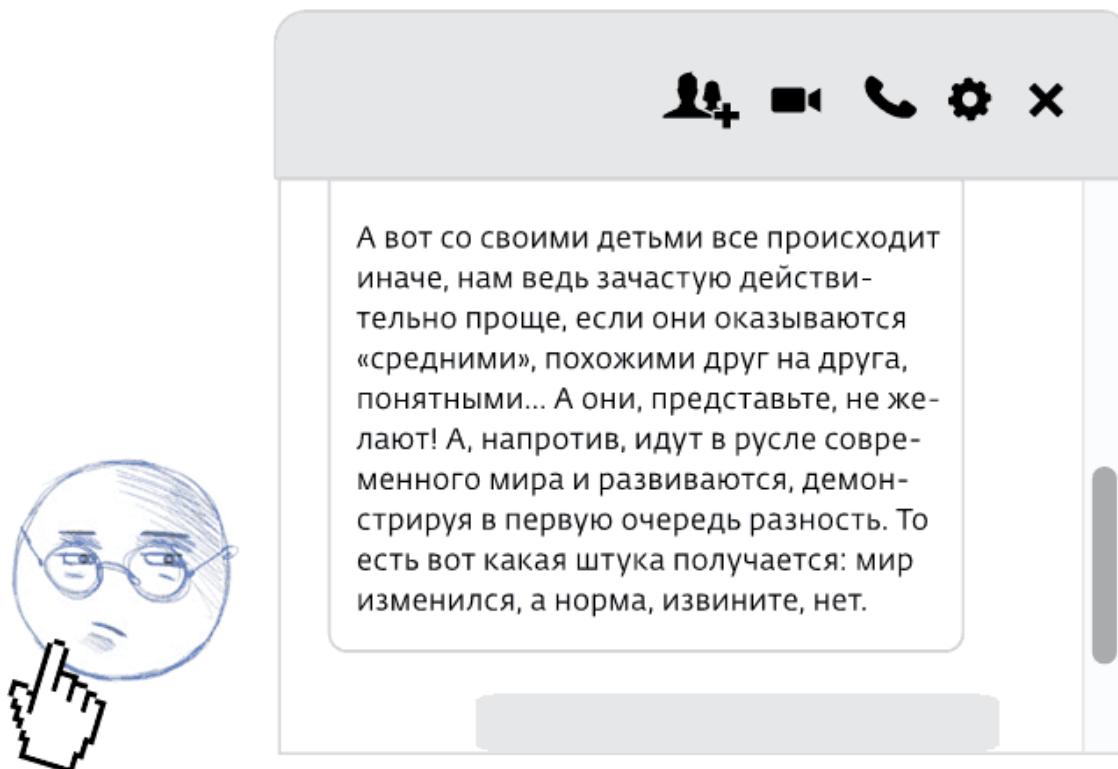 А вот со своими детьми все происходит
иначе, нам ведь зачастую действи-
тельно проще, если они оказываются
«средними», похожими друг на друга,
понятными... А они, представьте, не же-
лают! А, напротив, идут в русле совре-
менного мира и развиваются, демон-
стрируя в первую очередь разность. То
есть вот какая штука получается: мир
изменился, а норма, извините, нет.